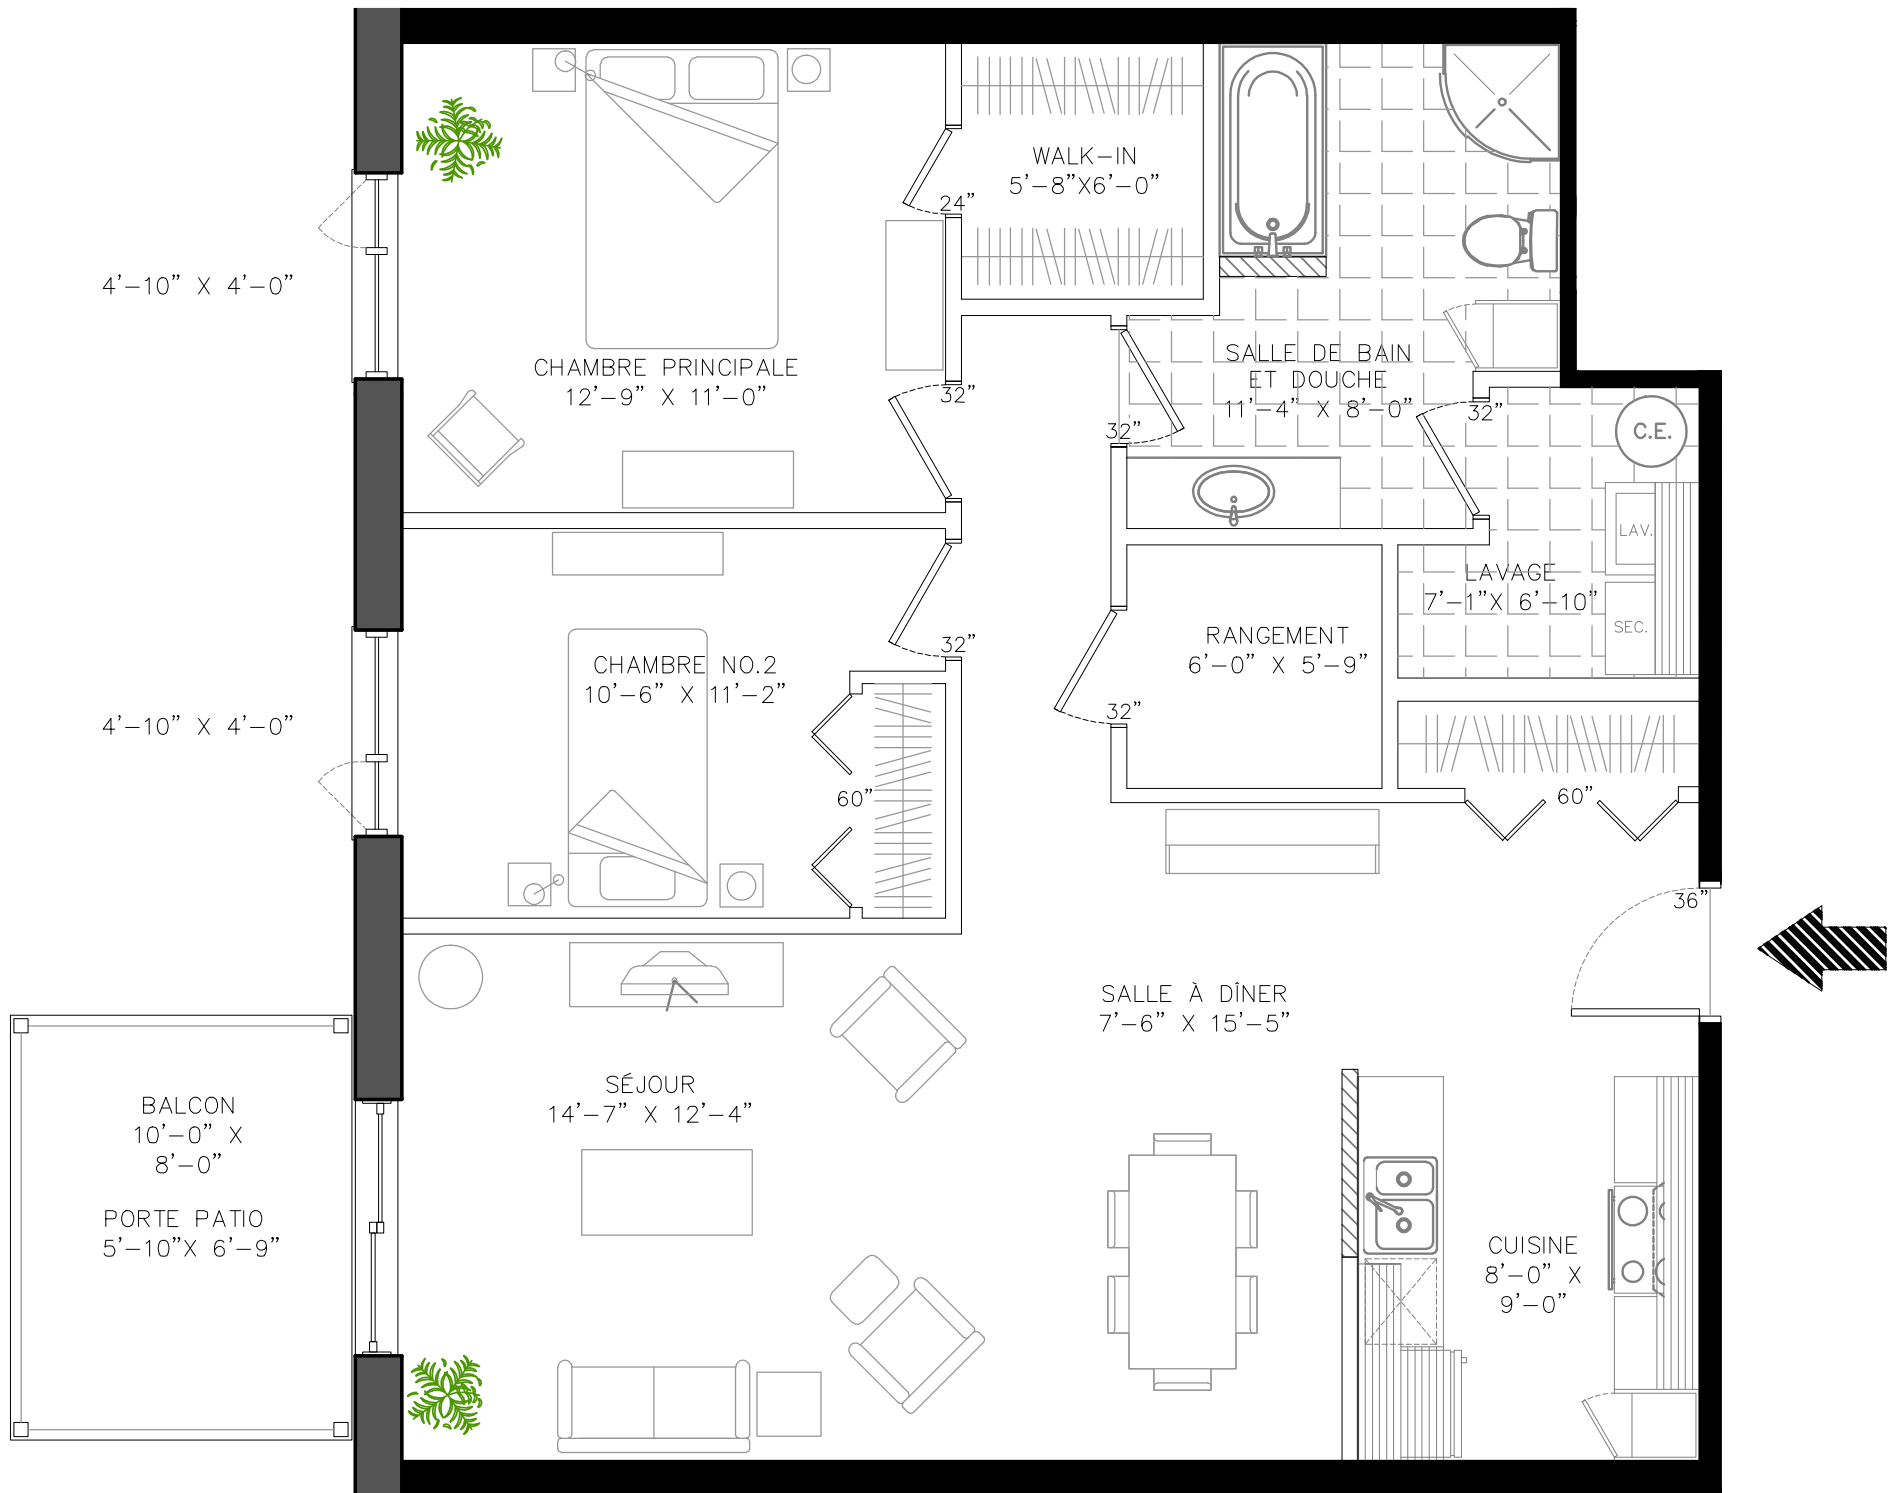 WALK-IN
5'-8"X6'-0"
24"
4'-10" X 4'-0"
CHAMBRE PRINCIPALE
12'-9" X 11'-0"
32"
SALLE DE BAIN
ET DOUCHE
11'-4" X 8'-0"
32"
32"
C.E.
LAV.
LAVAGE
7'-1"X 6'-10"
SEC.
RANGEMENT
6'-0" X 5'-9"
32"
32"
CHAMBRE NO.2
10'-6" X 11'-2"
4'-10" X 4'-0"
60"
60"
36"
SALLE À DÎNER
7'-6" X 15'-5"
SÉJOUR
14'-7" X 12'-4"
BALCON
10'-0" X
8'-0"
PORTE PATIO
5'-10"X 6'-9"
CUISINE
8'-0" X
9'-0"